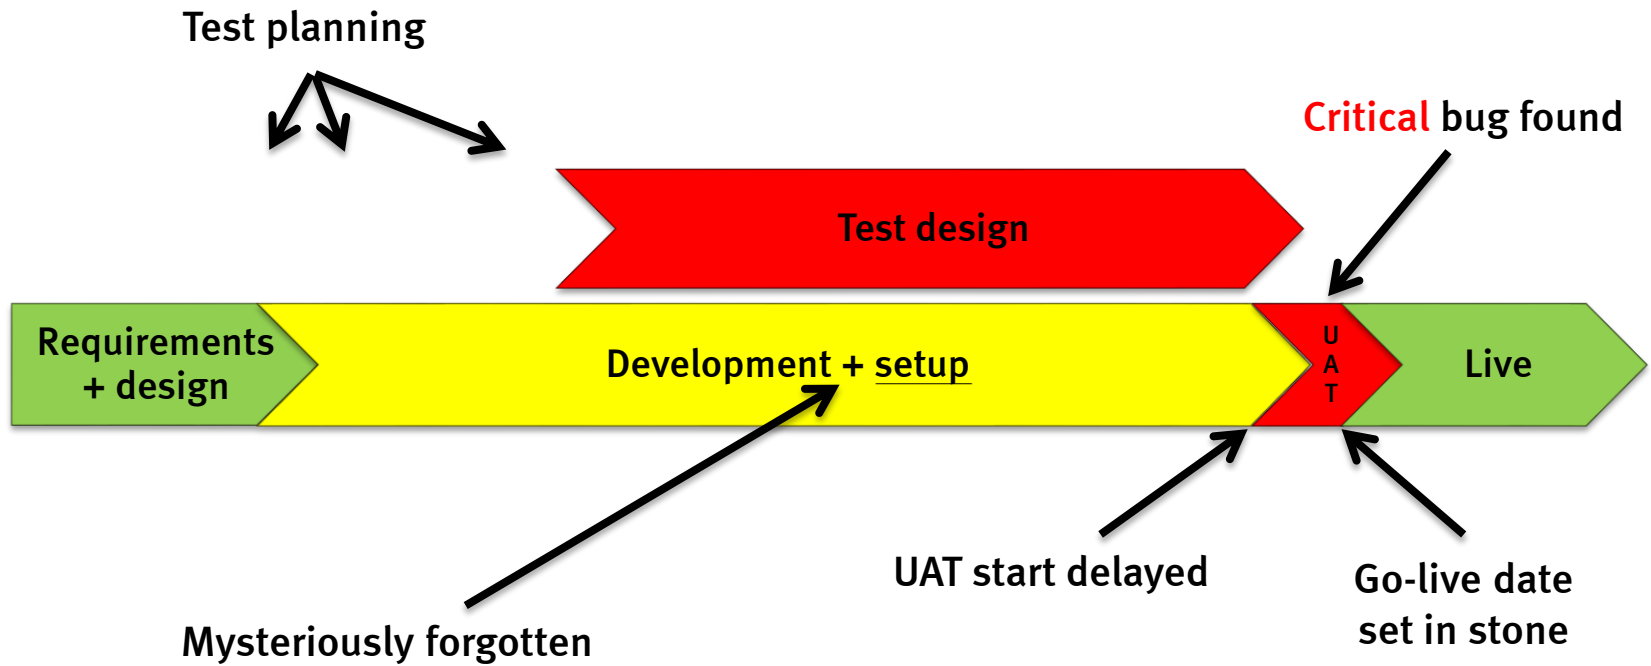 Test planning
Critical bug found
Test design
Requirements
+ design
Development + setup
U
A
T
Live
UAT start delayed
Go-live date
set in stone
Mysteriously forgotten